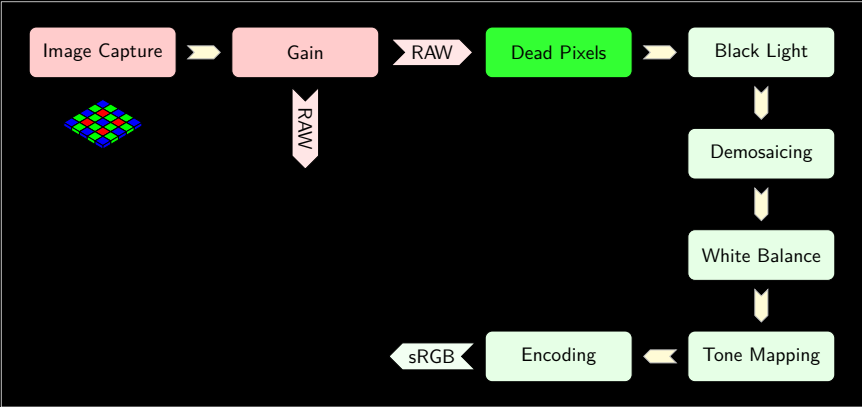 Image Capture
Gain
RAW
Dead Pixels
Black Light
RAW
Demosaicing
White Balance
Tone Mapping
Encoding
sRGB